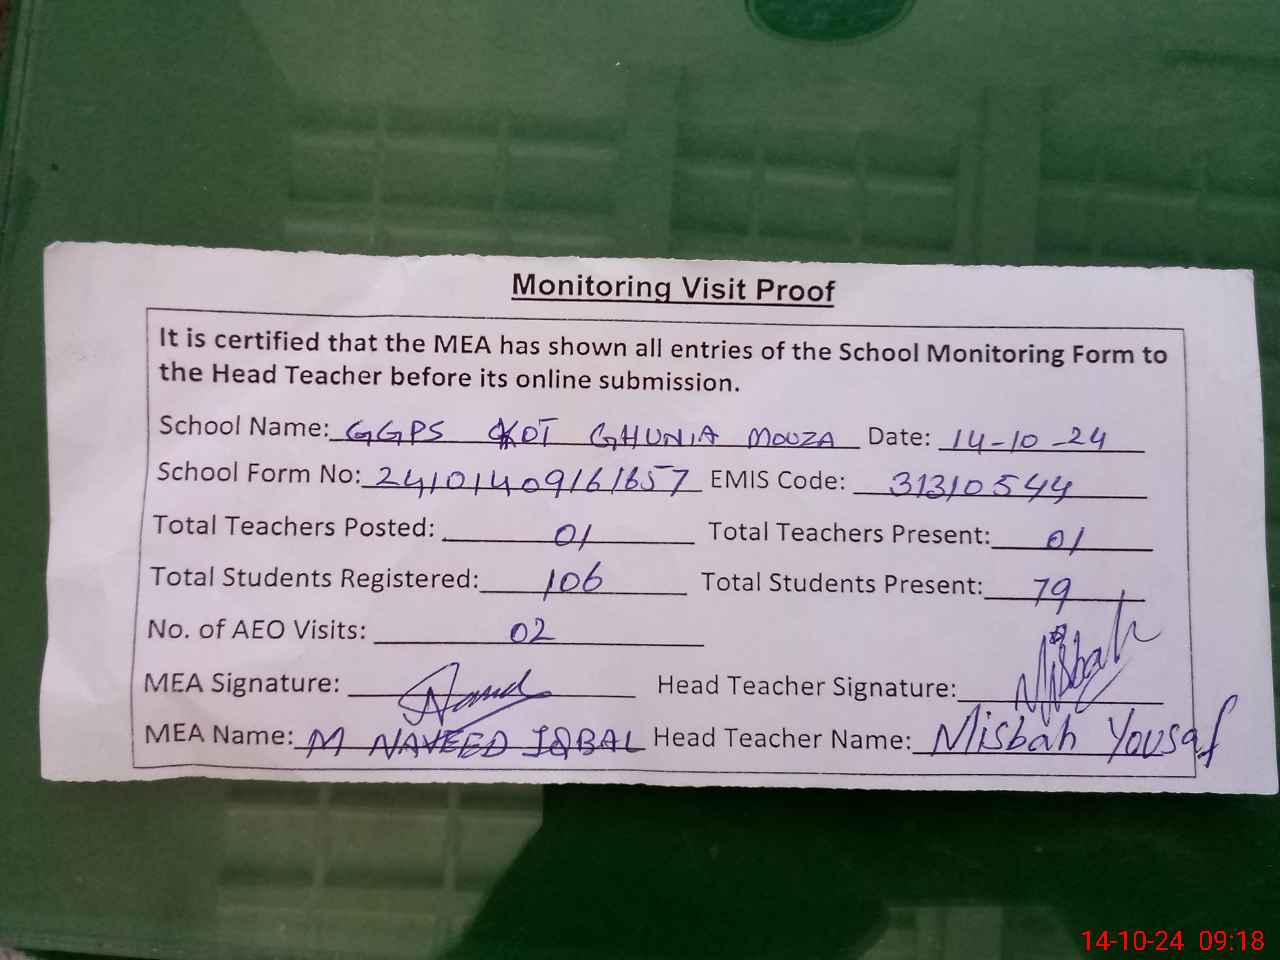 Monitoring Visit Proof
It is certified that the MEA has shown all entries of the School Monitoring Form to
the Head Teacher before its online submission.
School Name: GGPS KOT GHUNIA MOUZA Date: 14-10-24
School Form No: 24101409161657 EMIS Code: 31310544
Total Teachers Posted: 01 Total Teachers Present: 01
Total Students Registered: 106 Total Students Present: 79
No. of AEO Visits: 02
MEA Signature: Head Teacher Signature: Misbah
MEA Name: M NAVEED IQBAL Head Teacher Name: Misbah Yousaf
14-10-24 09:18